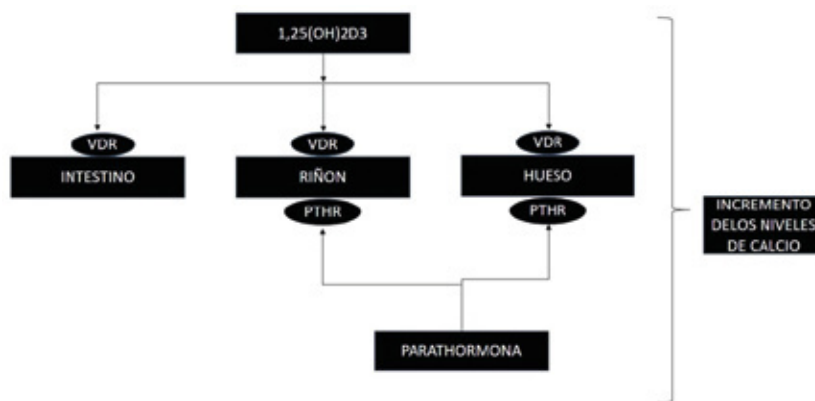 1,25(OH)2D3
VDR
VDR
VDR
INTESTINO
RIÑON
HUESO
PTHR
PTHR
INCREMENTO
DELOS NIVELES
DE CALCIO
PARATHORMONA